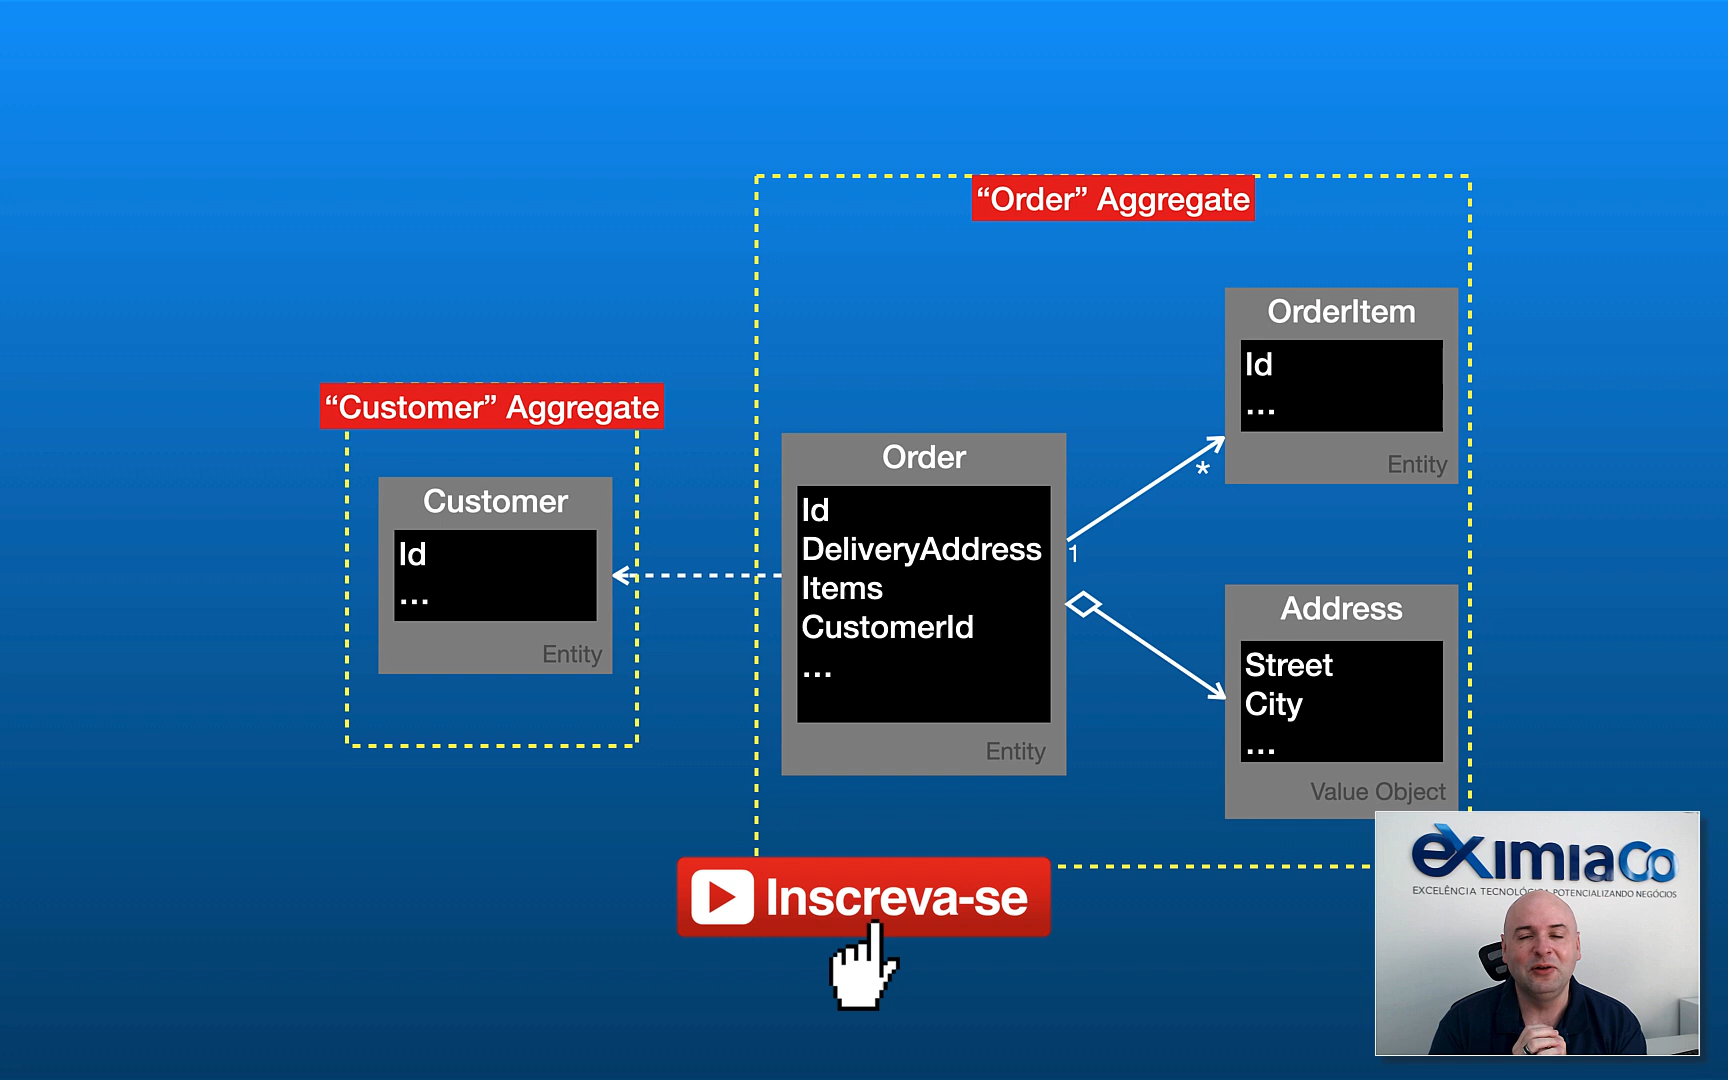 “Order” Aggregate
OrderItem
Id
...
Entity
“Customer” Aggregate
Customer
Id
...
Entity
Order
Id
DeliveryAddress
Items
CustomerId
...
Entity
1
*
Address
Street
City
...
Value Object
Inscreva-se
exImIaCo
EXCELÊNCIA TECNOLÓGICA POTENCIALIZANDO NEGÓCIOS